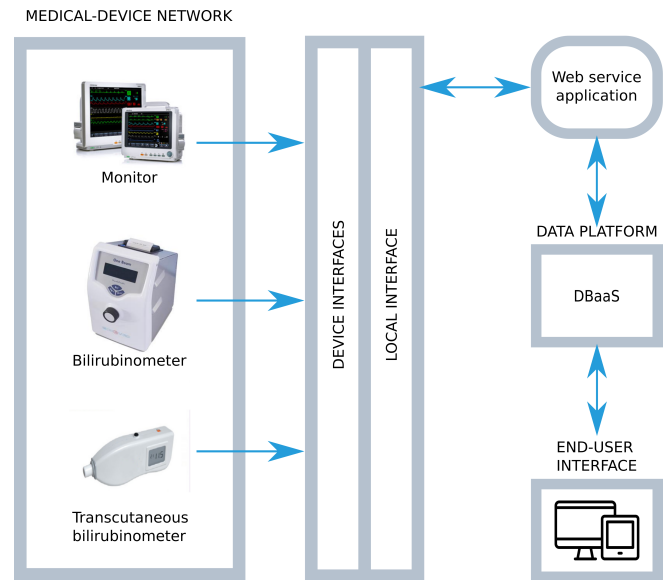 MEDICAL-DEVICE NETWORK
Monitor
Bilirubinometer
Transcutaneous
bilirubinometer
DEVICE INTERFACES
LOCAL INTERFACE
Web service
application
DATA PLATFORM
DBaaS
END-USER
INTERFACE